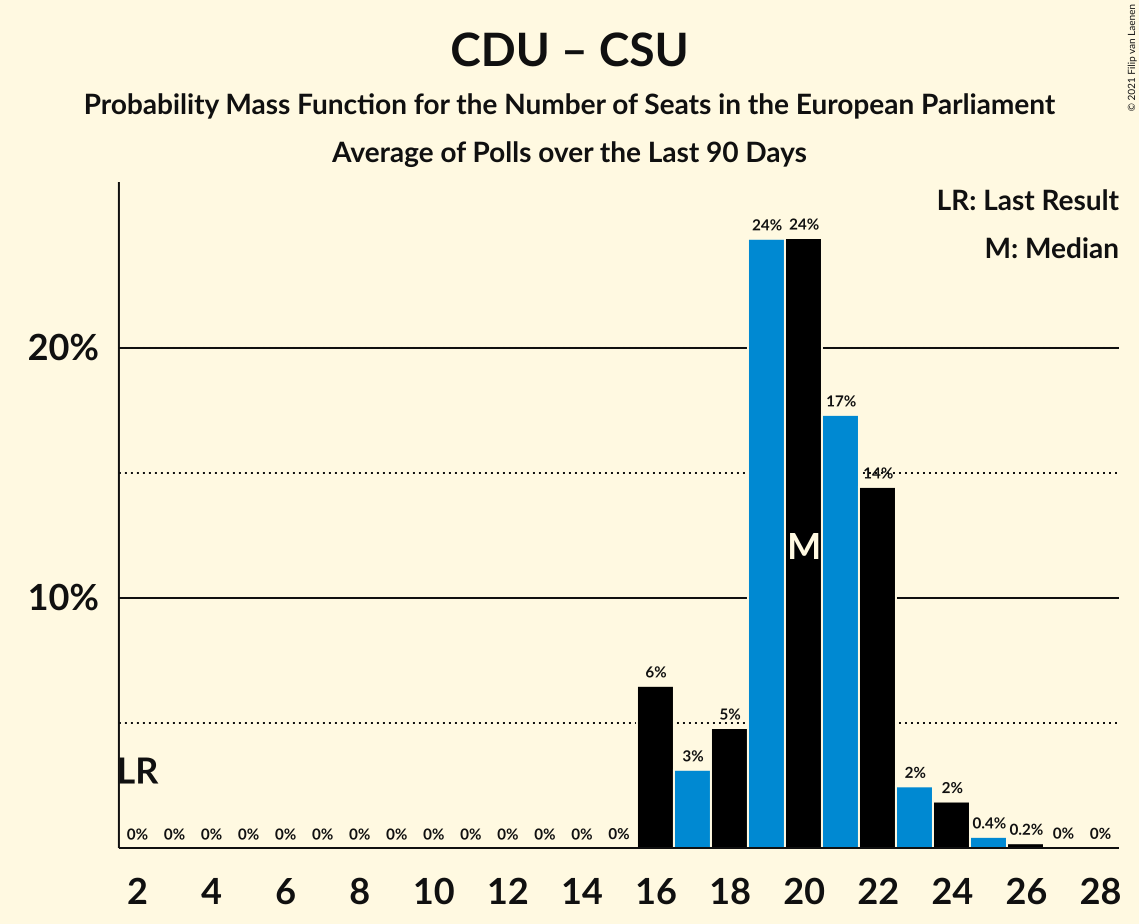 CDU – CSU
Probability Mass Function for the Number of Seats in the European Parliament
Average of Polls over the Last 90 Days
© 2021 Filip van Laenen
LR: Last Result
M: Median
24% 24%
20%
17%
14%
M
10%
6%
5%
3%
LR
2%
2%
0.4% 0.2%
0% 0% 0% 0% 0% 0% 0% 0% 0% 0% 0% 0% 0% 0% 0% 0%
2 4 6 8 10 12 14 16 18 20 22 24 26 28